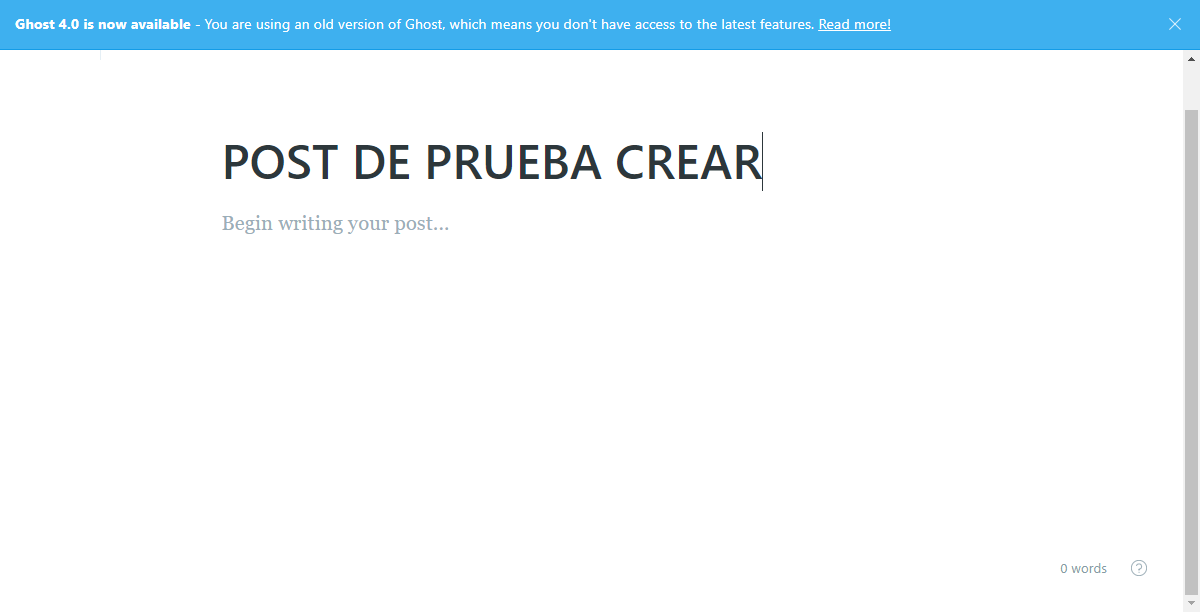 Ghost 4.0 is now available - You are using an old version of Ghost, which means you don't have access to the latest features. Read more!
POST DE PRUEBA CREAR
Begin writing your post...
0 words
?